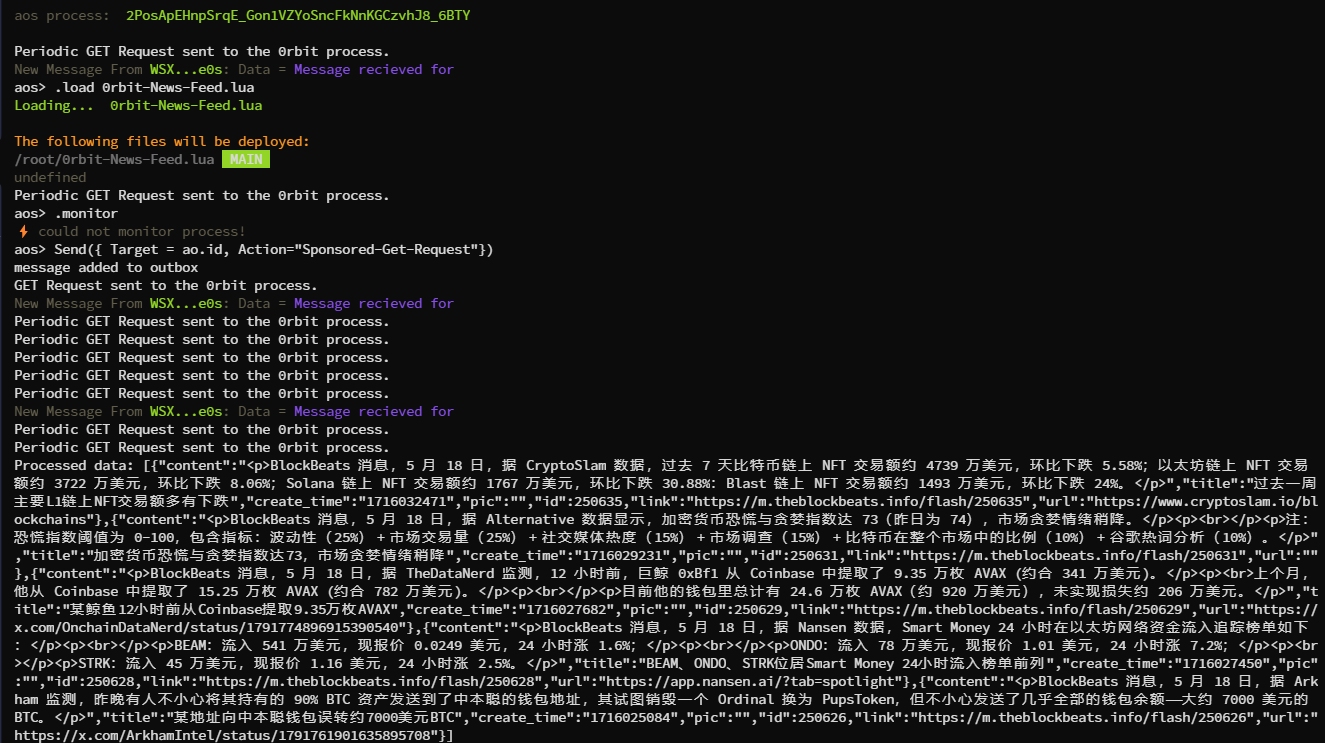 aos process:  2PosApEHnpSrqE_Gon1VZYoSncFkNnKGCzvhJ8_6BTY
Periodic GET Request sent to the 0rbit process.
New Message From WSX...e0s: Data = Message recieved for
aos> .load 0rbit-News-Feed.lua
Loading...  0rbit-News-Feed.lua
The following files will be deployed:
/root/0rbit-News-Feed.lua MAIN
undefined
Periodic GET Request sent to the 0rbit process.
aos> .monitor
⚡ could not monitor process!
aos> Send({ Target = ao.id, Action="Sponsored-Get-Request"})
message added to outbox
GET Request sent to the 0rbit process.
New Message From WSX...e0s: Data = Message recieved for
Periodic GET Request sent to the 0rbit process.
Periodic GET Request sent to the 0rbit process.
Periodic GET Request sent to the 0rbit process.
Periodic GET Request sent to the 0rbit process.
Periodic GET Request sent to the 0rbit process.
New Message From WSX...e0s: Data = Message recieved for
Periodic GET Request sent to the 0rbit process.
Periodic GET Request sent to the 0rbit process.
Processed data: [{"content":"<p>BlockBeats 消息，5 月 18 日，据 CryptoSlam 数据，过去 7 天比特币链上 NFT 交易额约 4739 万美元，环比下跌 5.58%；以太坊链上 NFT 交易
额约 3722 万美元，环比下跌 8.06%；Solana 链上 NFT 交易额约 1767 万美元，环比下跌 30.88%：Blast 链上 NFT 交易额约 1493 万美元，环比下跌 24%。</p>","title":"过去一周
主要L1链上NFT交易额多有下跌","create_time":"1716032471","pic":"","id":250635,"link":"https://m.theblockbeats.info/flash/250635","url":"https://www.cryptoslam.io/bl
ockchains"},{"content":"<p>BlockBeats 消息，5 月 18 日，据 Alternative 数据显示，加密货币恐慌与贪婪指数达 73（昨日为 74），市场贪婪情绪稍降。</p><p><br></p><p>注：
恐慌指数阈值为 0-100，包含指标：波动性（25%）＋市场交易量（25%）＋社交媒体热度（15%）＋市场调查（15%）＋比特币在整个市场中的比例（10%）＋谷歌热词分析（10%）。</p>"
,"title":"加密货币恐慌与贪婪指数达73，市场贪婪情绪稍降","create_time":"1716029231","pic":"","id":250631,"link":"https://m.theblockbeats.info/flash/250631","url":""
},{"content":"<p>BlockBeats 消息，5 月 18 日，据 TheDataNerd 监测，12 小时前，巨鲸 0xBf1 从 Coinbase 中提取了 9.35 万枚 AVAX（约合 341 万美元）。</p><p><br>上个月，
他从 Coinbase 中提取了 15.25 万枚 AVAX（约合 782 万美元）。</p><p><br></p><p>目前他的钱包里总计有 24.6 万枚 AVAX（约 920 万美元），未实现损失约 206 万美元。</p>","t
itle":"某鲸鱼12小时前从Coinbase提取9.35万枚AVAX","create_time":"1716027682","pic":"","id":250629,"link":"https://m.theblockbeats.info/flash/250629","url":"https:/
x.com/OnchainDataNerd/status/1791774896915390540"},{"content":"<p>BlockBeats 消息，5 月 18 日，据 Nansen 数据，Smart Money 24 小时在以太坊网络资金流入追踪榜单如下
：</p><p><br></p><p>BEAM：流入 541 万美元，现报价 0.0249 美元，24 小时涨 1.6%；</p><p><br></p><p>ONDO：流入 78 万美元，现报价 1.01 美元，24 小时涨 7.2%；</p><p><br
></p><p>STRK：流入 45 万美元，现报价 1.16 美元，24 小时涨 2.5%。</p>","title":"BEAM、ONDO、STRK位居Smart Money 24小时流入榜单前列","create_time":"1716027450","pic"
:"","id":250628,"link":"https://m.theblockbeats.info/flash/250628","url":"https://app.nansen.ai/?tab=spotlight"},{"content":"<p>BlockBeats 消息，5 月 18 日，据 Ark
ham 监测，昨晚有人不小心将其持有的 90% BTC 资产发送到了中本聪的钱包地址，其试图销毁一个 Ordinal 换为 PupsToken，但不小心发送了几乎全部的钱包余额——大约 7000 美元的
BTC。</p>","title":"某地址向中本聪钱包误转约7000美元BTC","create_time":"1716025084","pic":"","id":250626,"link":"https://m.theblockbeats.info/flash/250626","url":"
https://x.com/ArkhamIntel/status/1791761901635895708"}]